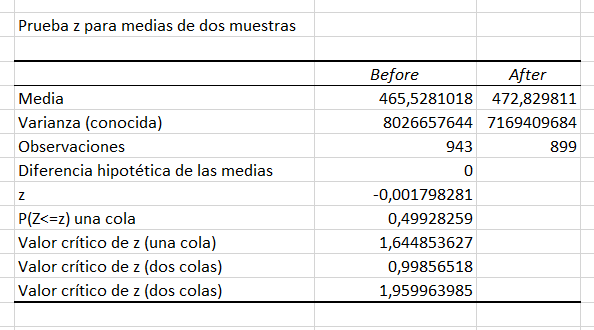 Prueba z para medias de dos muestras
Before After
Media 465,5281018 472,829811
Varianza (conocida) 8026657644 7169409684
Observaciones 943 899
Diferencia hipotética de las medias 0
z -0,001798281
P(Z<=z) una cola 0,49928259
Valor crítico de z (una cola) 1,644853627
Valor crítico de z (dos colas) 0,99856518
Valor crítico de z (dos colas) 1,959963985